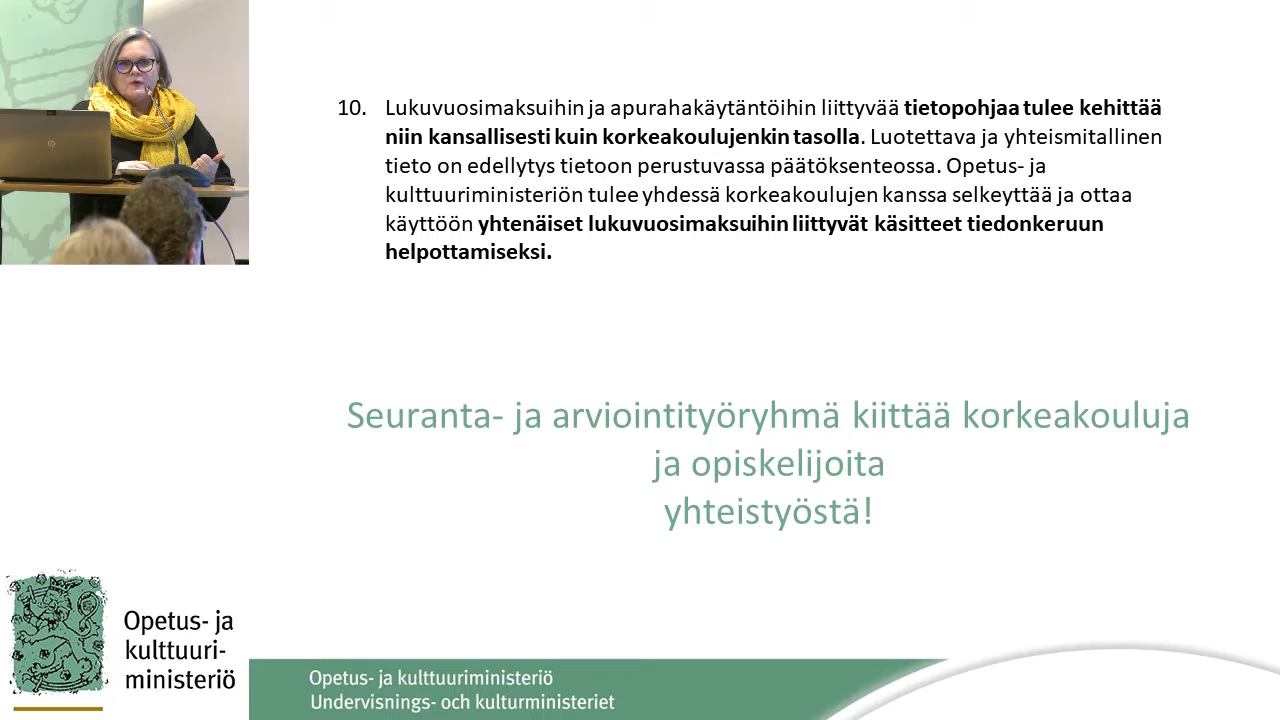 10. Lukuvuosimaksuihin ja apurahakäytäntöihin liittyvää tietopohjaa tulee kehittää
niin kansallisesti kuin korkeakoulujenkin tasolla. Luotettava ja yhteismitallinen
tieto on edellytys tietoon perustuvassa päätöksenteossa. Opetus- ja
kulttuuriministeriön tulee yhdessä korkeakoulujen kanssa selkeyttää ja ottaa
käyttöön yhtenäiset lukuvuosimaksuihin liittyvät käsitteet tiedonkeruun
helpottamiseksi.
Seuranta- ja arviointityöryhmä kiittää korkeakouluja
ja opiskelijoita
yhteistyöstä!
Opetus- ja
kulttuuri-
ministeriö
Opetus- ja kulttuuriministeriö
Undervisnings- och kulturministeriet